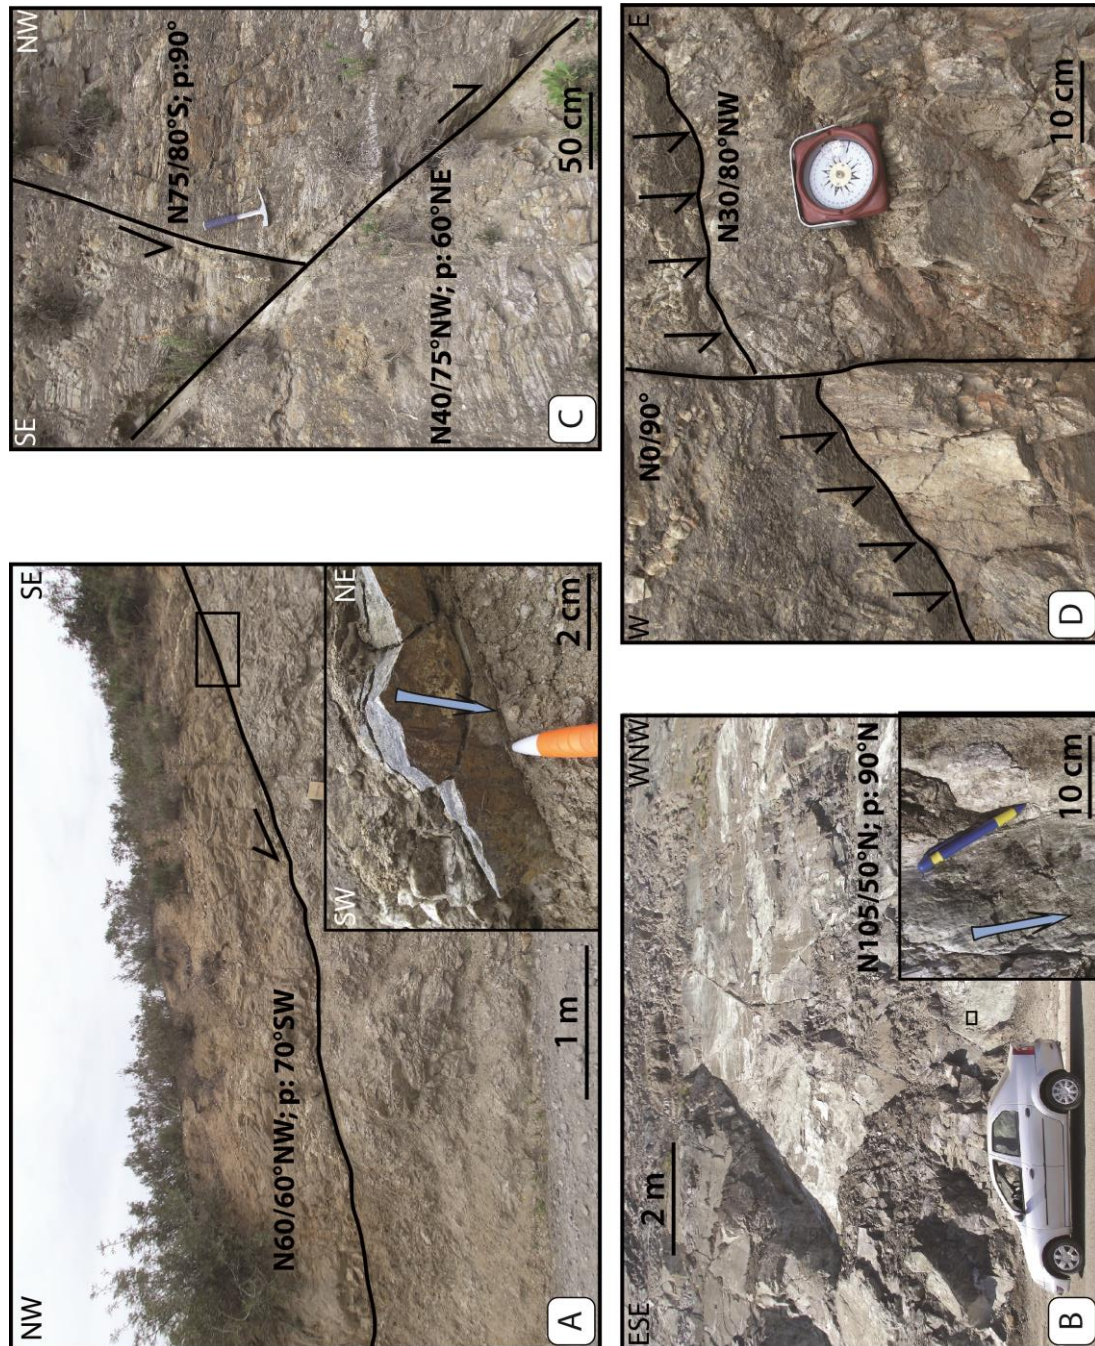 NW
SE
N60/60°NW; p: 70°SW
SW
NE
2 cm
1 m
A
SE
NW
N75/80°S; p:90°
N40/75°NW; p: 60°NE
50 cm
C
ESE
WNW
2 m
N105/50°N; p: 90°N
10 cm
B
W
E
N0/90°
N30/80°NW
10 cm
D